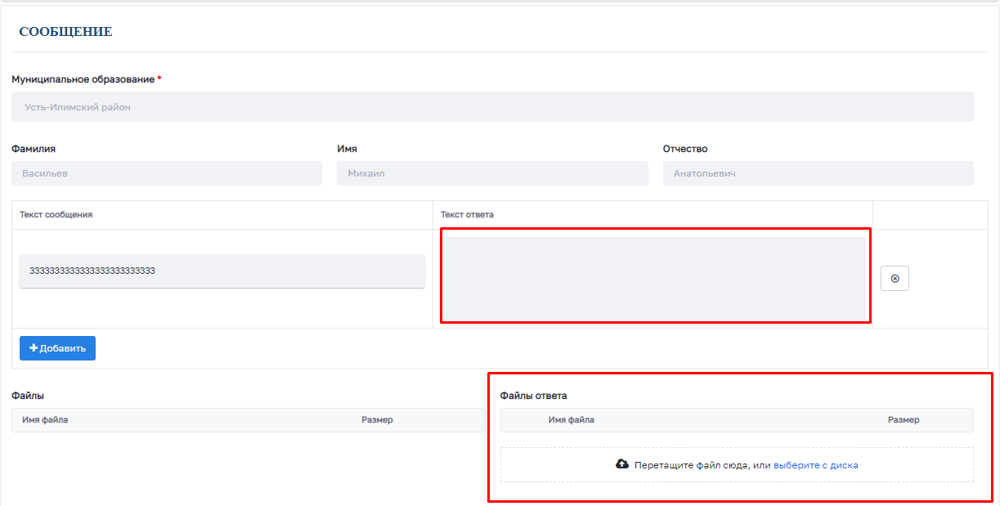 СООБЩЕНИЕ
Муниципальное образование *
Усть-Илимский район
Фамилия Имя Отчество
Васильев Михаил Анатольевич
Текст сообщения Текст ответа
3333333333333333333333333
Добавить
Файлы Файлы ответа
Имя файла Размер Имя файла Размер
Перетащите файл сюда, или выберите с диска